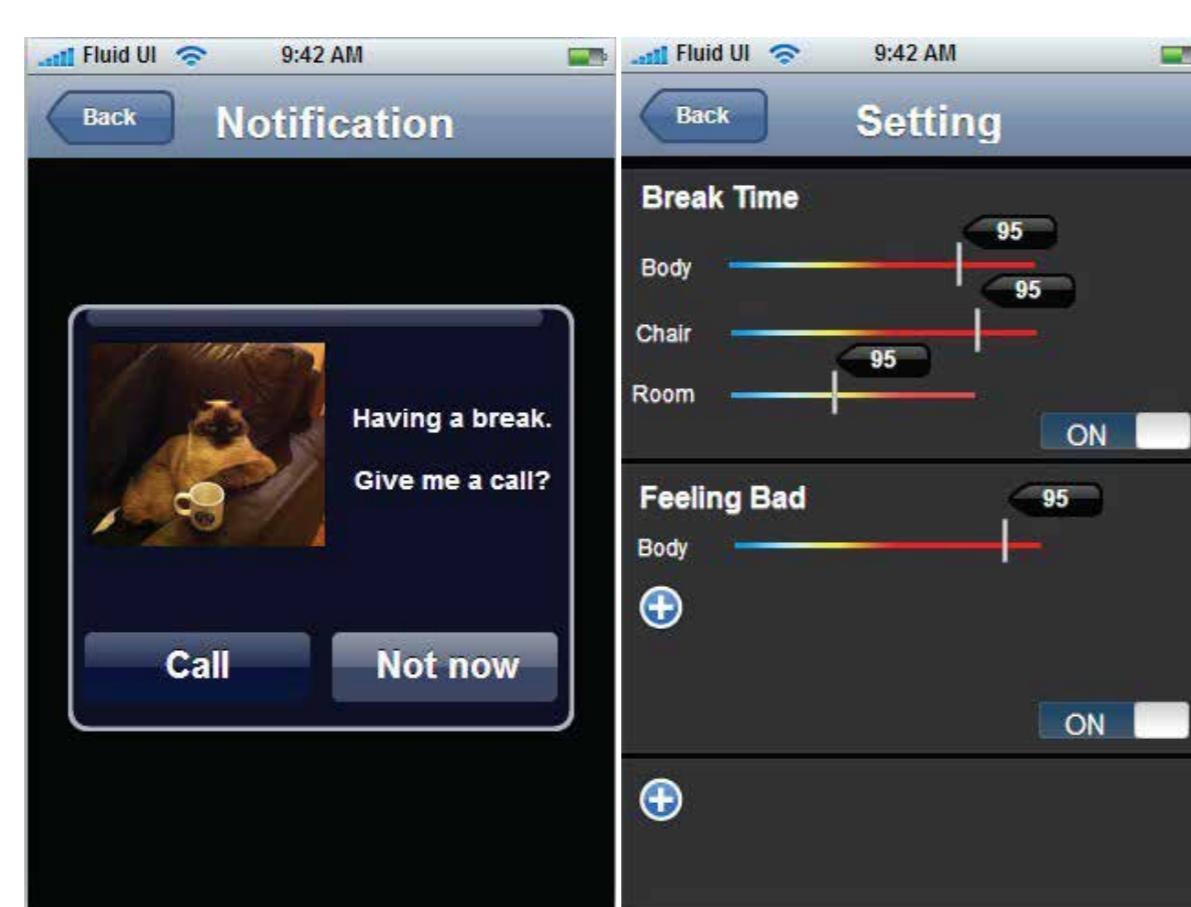 Fluid UI 9:42 AM
Back Notification
Having a break.
Give me a call?
Call Not now
Fluid UI 9:42 AM
Back Setting
Break Time
95
Body
95
Chair
95
Room
ON
Feeling Bad 95
Body
ON